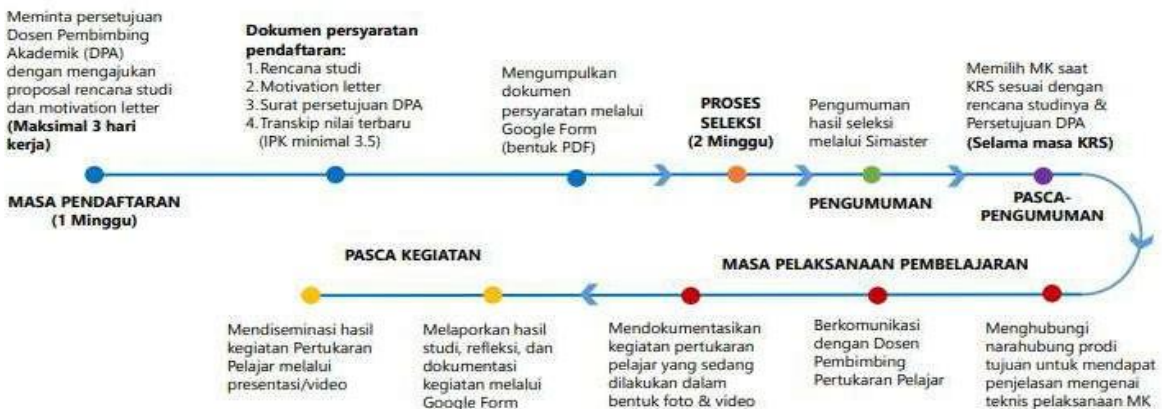 Meminta persetujuan
Dosen Pembimbing
Akademik (DPA)
dengan mengajukan
proposal rencana studi
dan motivation letter
(Maksimal 3 hari
kerja)
Dokumen persyaratan
pendaftaran:
1. Rencana studi
2. Motivation letter
3. Surat persetujuan DPA
4. Transkip nilai terbaru
(IPK minimal 3.5)
Mengumpulkan
dokumen
persyaratan melalui
Google Form
(bentuk PDF)
PROSES
SELEKSI
(2 Minggu)
Pengumuman
hasil seleksi
melalui Simaster
Memilih MK saat
KRS sesuai dengan
rencana studinya &
Persetujuan DPA
(Selama masa KRS)
MASA PENDAFTARAN
(1 Minggu)
PENGUMUMAN
PASCA-
PENGUMUMAN
PASCA KEGIATAN
MASA PELAKSANAAN PEMBELAJARAN
Mendiseminasi hasil
kegiatan Pertukaran
Pelajar melalui
presentasi/video
Melaporkan hasil
studi, refleksi, dan
dokumentasi
kegiatan melalui
Google Form
Mendokumentasikan
kegiatan pertukaran
pelajar yang sedang
dilakukan dalam
bentuk foto & video
Berkomunikasi
dengan Dosen
Pembimbing
Pertukaran Pelajar
Menghubungi
narahubung prodi
tujuan untuk mendapat
penjelasan mengenai
teknis pelaksanaan MK